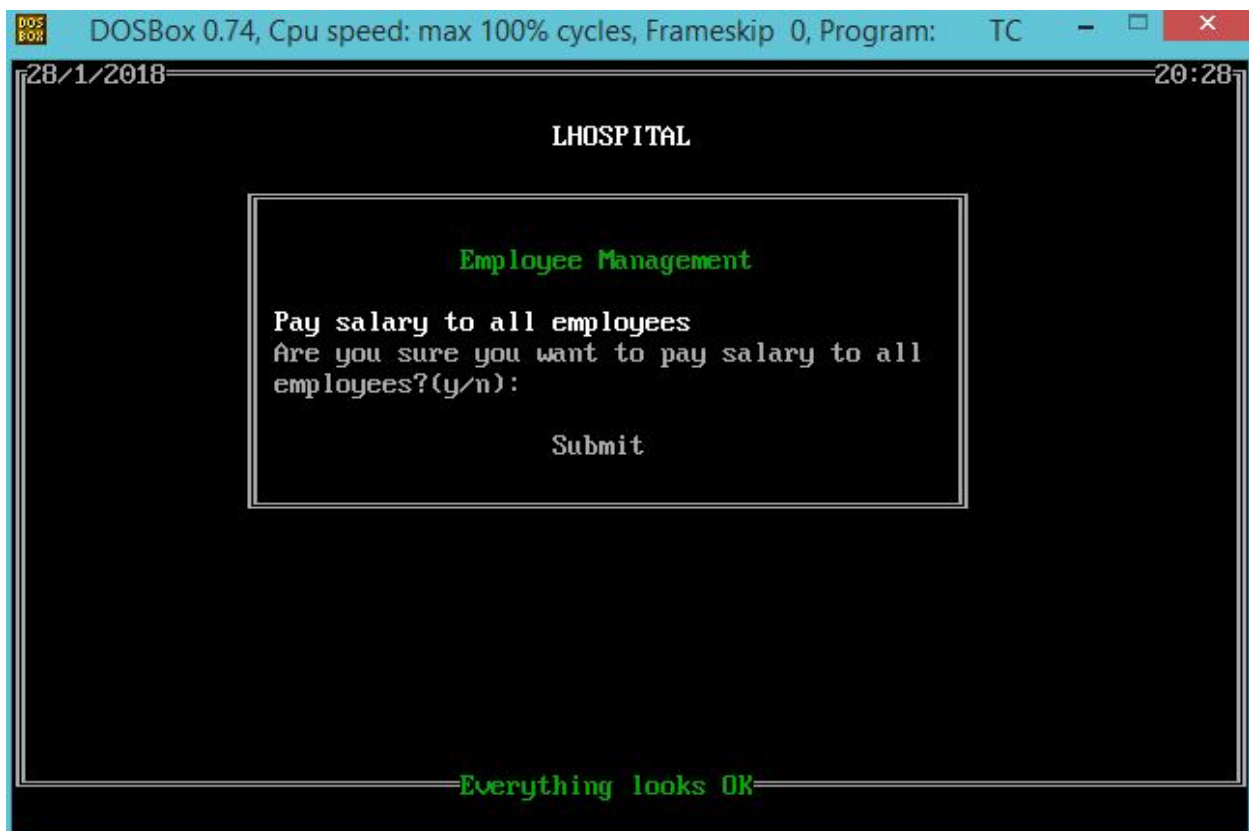 DOS BOX
DOSBox 0.74, Cpu speed: max 100% cycles, Frameskip 0, Program: TC
28/1/2018 20:28
LHOSPITAL
Employee Management
Pay salary to all employees
Are you sure you want to pay salary to all
employees?(y/n):
Submit
Everything looks OK